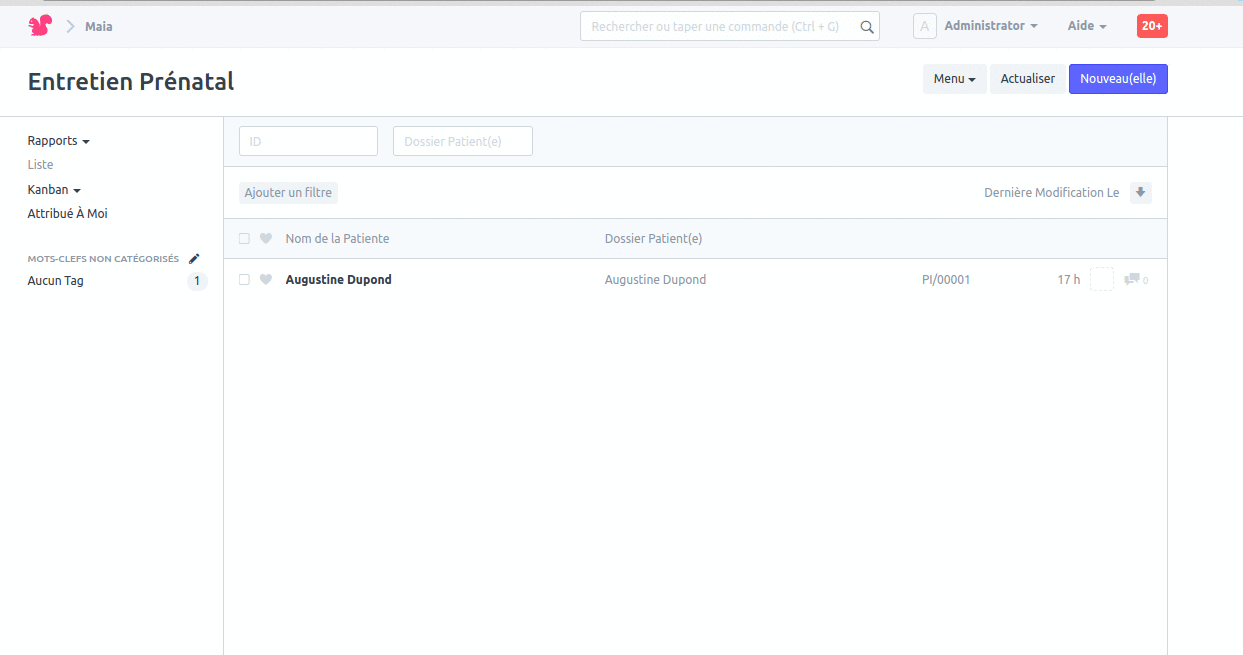 Maia
Rechercher ou taper une commande (Ctrl + G)
A
Administrator
Aide
20+
Entretien Prénatal
Menu
Actualiser
Nouveau(elle)
Rapports
Liste
Kanban
Attribué À Moi
MOTS-CLEFS NON CATÉGORISÉS
Aucun Tag 1
ID
Dossier Patient(e)
Ajouter un filtre
Dernière Modification Le
Nom de la Patiente Dossier Patient(e)
Augustine Dupond Augustine Dupond PI/00001 17 h 0